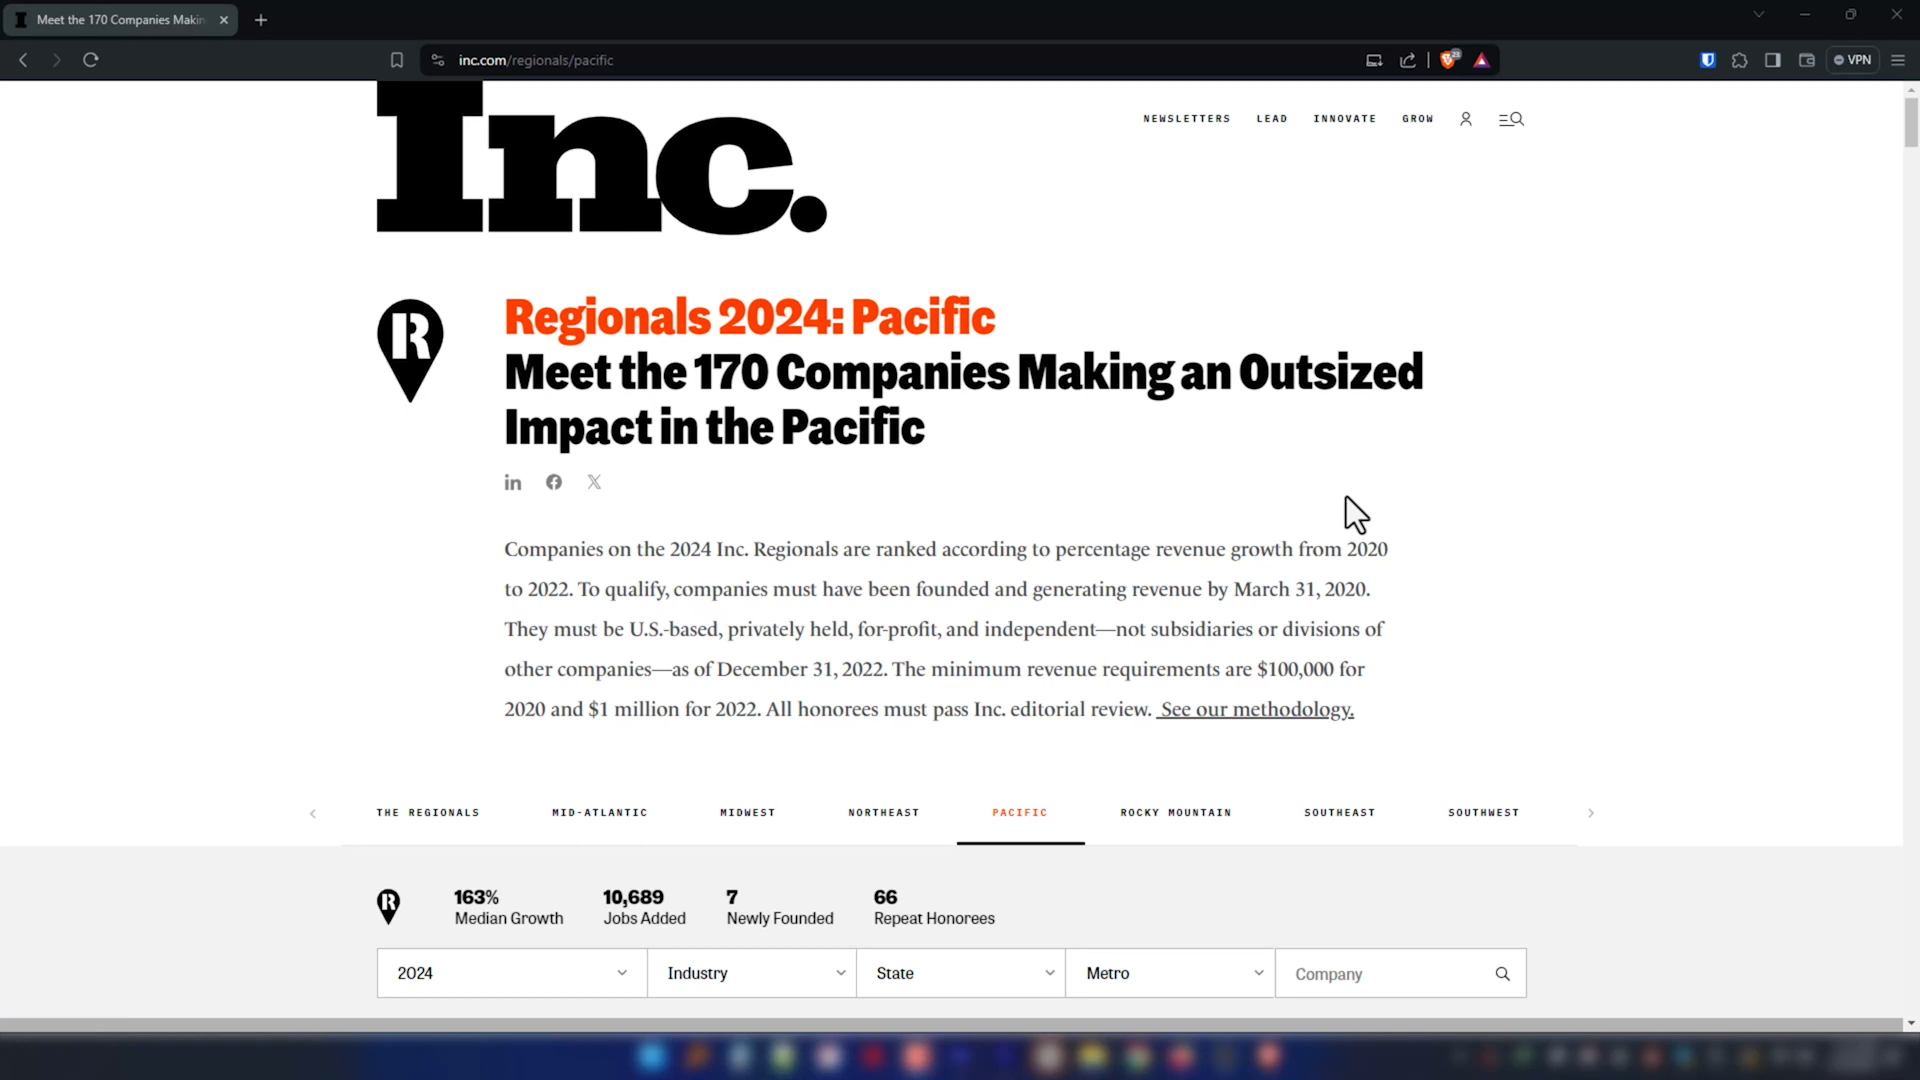 Meet the 170 Companies Makin
inc.com/regionals/pacific
23
VPN
Inc.
NEWSLETTERS LEAD INNOVATE GROW
R
Regionals 2024: Pacific
Meet the 170 Companies Making an Outsized
Impact in the Pacific
Companies on the 2024 Inc. Regionals are ranked according to percentage revenue growth from 2020
to 2022. To qualify, companies must have been founded and generating revenue by March 31, 2020.
They must be U.S.-based, privately held, for-profit, and independent—not subsidiaries or divisions of
other companies—as of December 31, 2022. The minimum revenue requirements are $100,000 for
2020 and $1 million for 2022. All honorees must pass Inc. editorial review. See our methodology.
THE REGIONALS MID-ATLANTIC MIDWEST NORTHEAST PACIFIC ROCKY MOUNTAIN SOUTHEAST SOUTHWEST
R 163% 10,689 7 66
Median Growth Jobs Added Newly Founded Repeat Honorees
2024 Industry State Metro Company